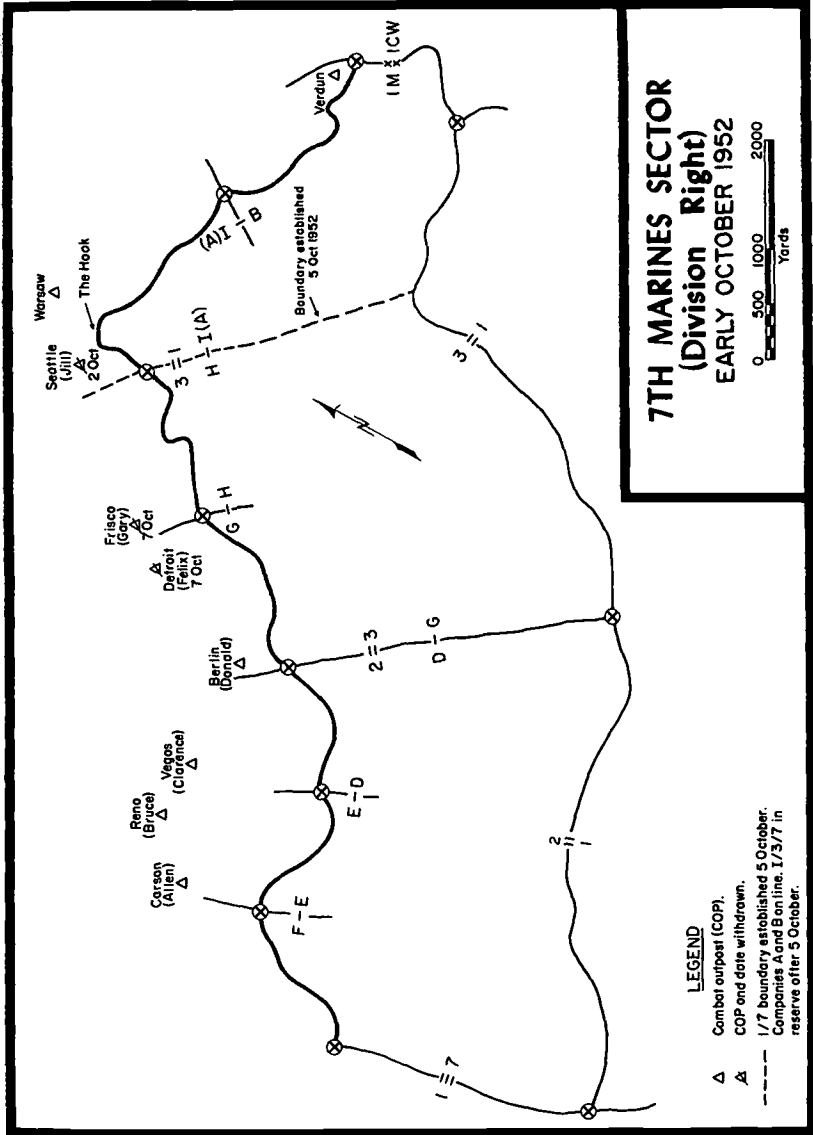 7TH MARINES SECTOR
(Division Right)
EARLY OCTOBER 1952
0 500 1000 2000
Yards
Carson
(Allen)
Reno
(Bruce)
Vegas
(Clarence)
Berlin
(Donald)
Detroit
(Felix)
7 Oct
Frisco
(Gary)
7 Oct
Seattle
(Jill)
2 Oct
Warsaw
The Hook
Verdun
1 M
1 CW
(A) I
B
Boundary established
5 Oct 1952
3
1
H
I (A)
G
H
2
3
D
G
E
D
F
E
1
7
2
1
3
1
N
LEGEND
Combat outpost (COP).
COP and date withdrawn.
1/7 boundary established 5 October.
Companies A and B on line. I/3/7 in
reserve after 5 October.